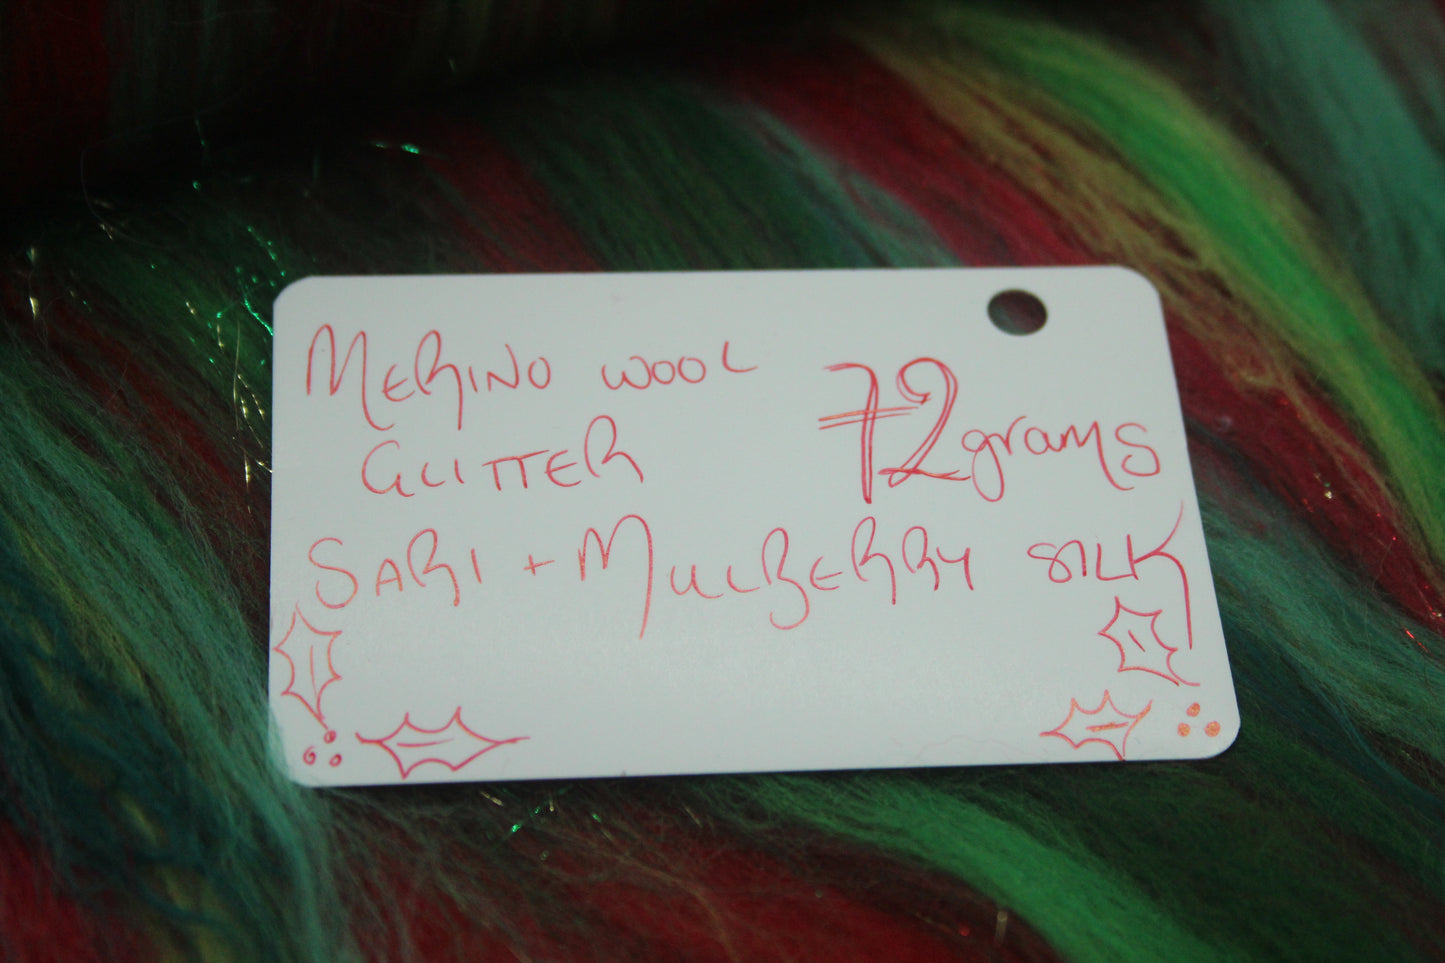 MERINO WOOL
72grams
GLITTER
SARI + MULBERRY SILK